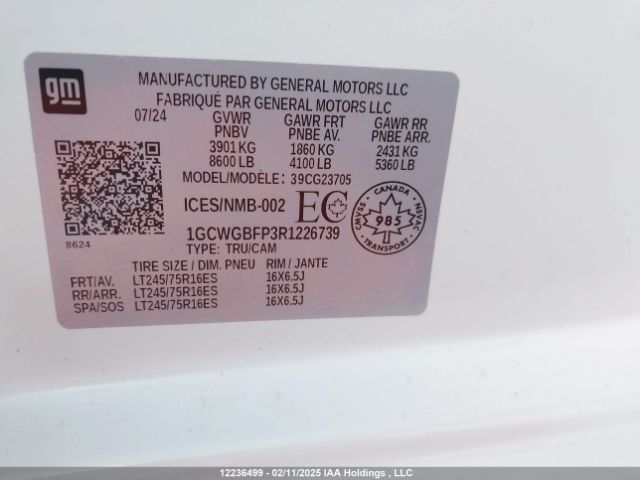 gm
MANUFACTURED BY GENERAL MOTORS LLC
FABRIQUÉ PAR GENERAL MOTORS LLC
07/24 GVWR GAWR FRT GAWR RR
PNBV PNBE AV. PNBE ARR.
3901 KG 1860 KG 2431 KG
8600 LB 4100 LB 5360 LB
MODEL/MODÈLE: 39CG23705
ICES/NMB-002 EC
CANADA
CMVSS 985 NSVAC
8624
1GCWGBFP3R1226739
TYPE: TRU/CAM
TIRE SIZE / DIM. PNEU RIM / JANTE
FRT/AV. LT245/75R16ES 16X6.5J
RR/ARR. LT245/75R16ES 16X6.5J
SPA/SOS LT245/75R16ES 16X6.5J
12236499 - 02/11/2025 IAA Holdings , LLC